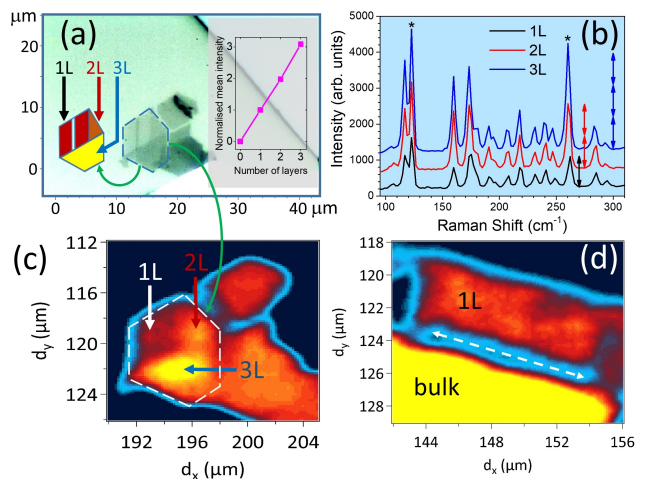 μm
(a)
20
10
0
1L 2L 3L
0 10 20 30 40 μm
Normalised mean intensity
3
2
1
0
0 1 2 3
Number of layers
(b)
Intensity (arb. units)
5000
4000
3000
2000
1000
0
* *
1L
2L
3L
100 150 200 250 300
Raman Shift (cm-1)
(c)
112
116
120
124
dy (μm)
1L
2L
3L
192 196 200 204
dx (μm)
(d)
118
120
122
124
126
128
dy (μm)
1L
bulk
144 148 152 156
dx (μm)